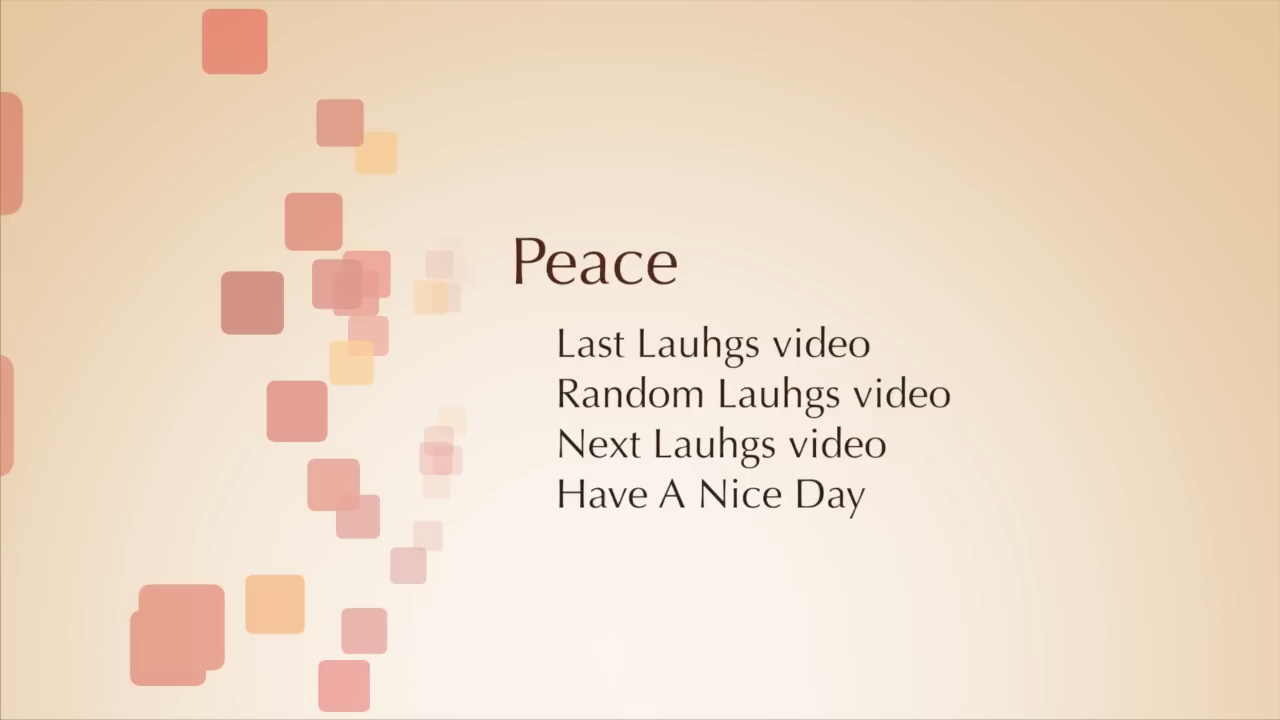 Peace
Last Lauhgs video
Random Lauhgs video
Next Lauhgs video
Have A Nice Day